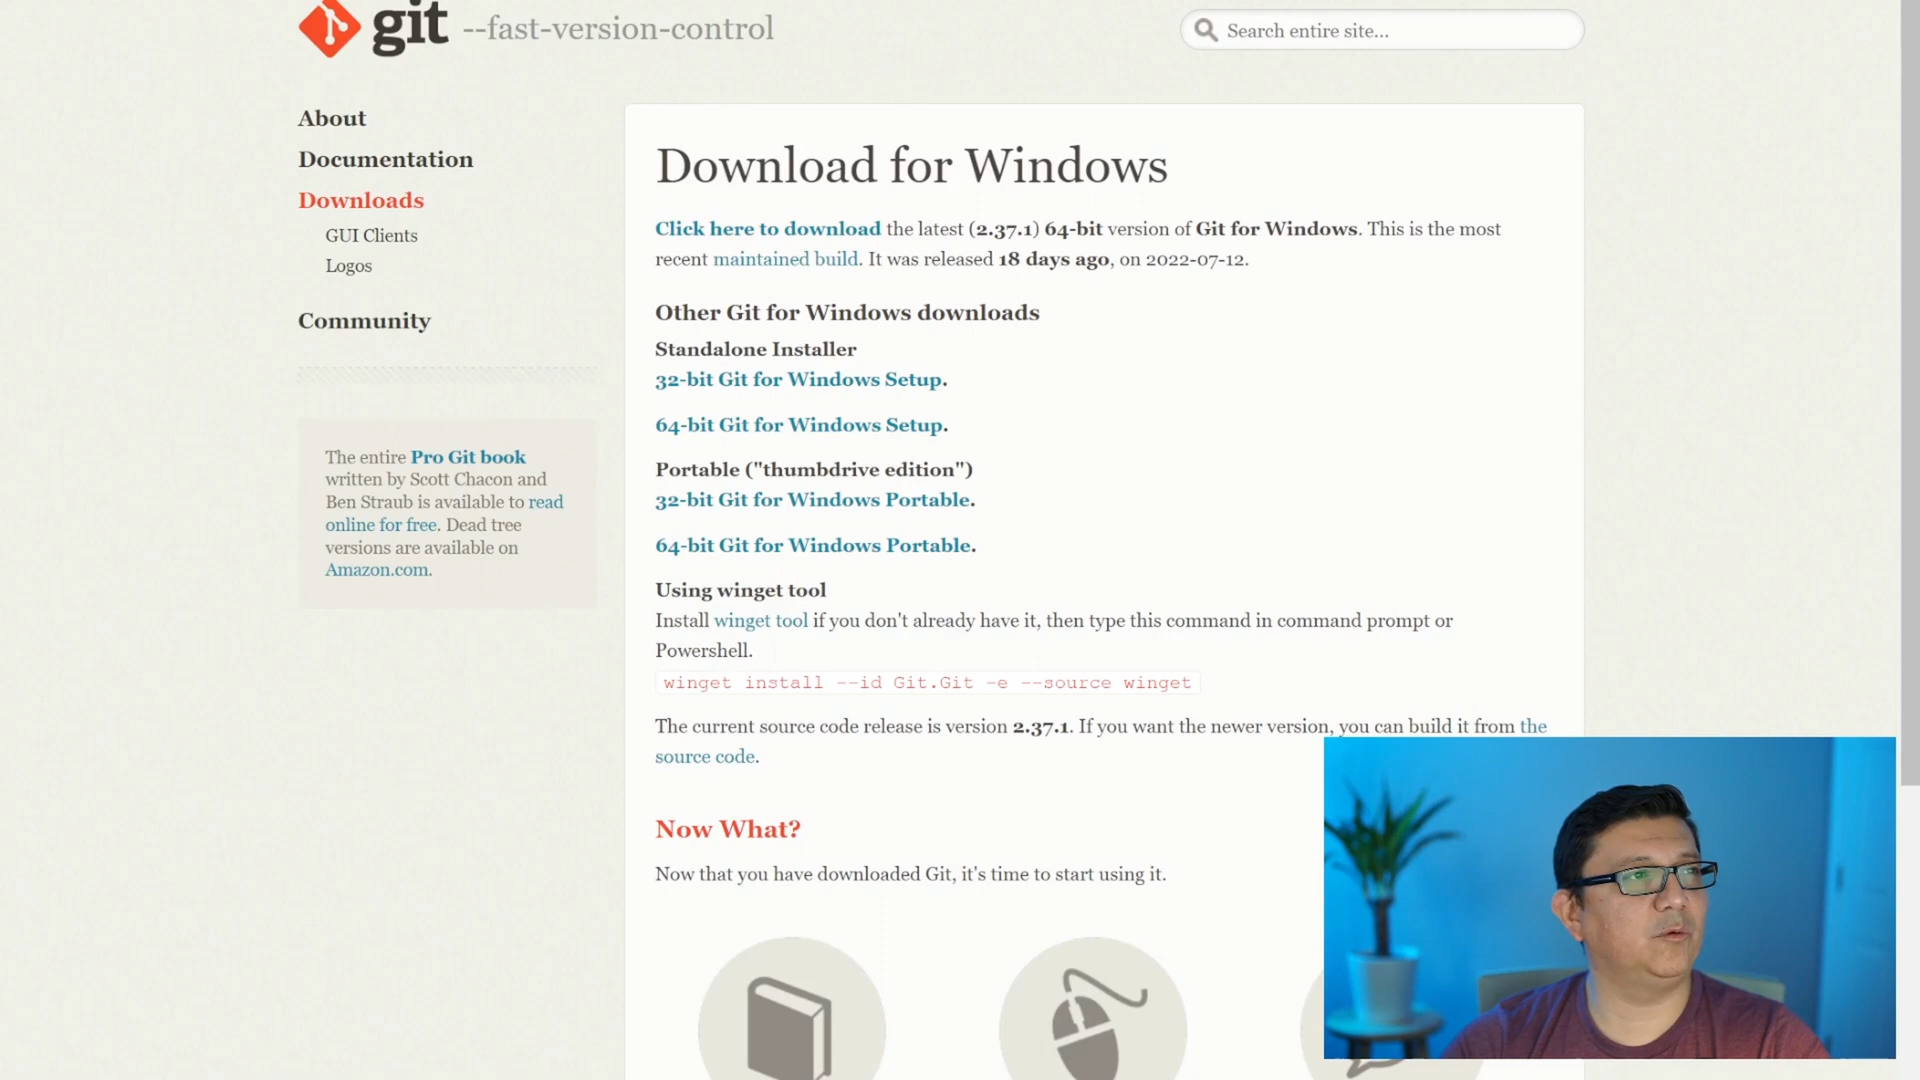 git --fast-version-control
Search entire site...
About
Documentation
Downloads
GUI Clients
Logos
Community
The entire Pro Git book
written by Scott Chacon and
Ben Straub is available to read
online for free. Dead tree
versions are available on
Amazon.com.
Download for Windows
Click here to download the latest (2.37.1) 64-bit version of Git for Windows. This is the most
recent maintained build. It was released 18 days ago, on 2022-07-12.
Other Git for Windows downloads
Standalone Installer
32-bit Git for Windows Setup.
64-bit Git for Windows Setup.
Portable ("thumbdrive edition")
32-bit Git for Windows Portable.
64-bit Git for Windows Portable.
Using winget tool
Install winget tool if you don't already have it, then type this command in command prompt or
Powershell.
winget install --id Git.Git -e --source winget
The current source code release is version 2.37.1. If you want the newer version, you can build it from the
source code.
Now What?
Now that you have downloaded Git, it's time to start using it.